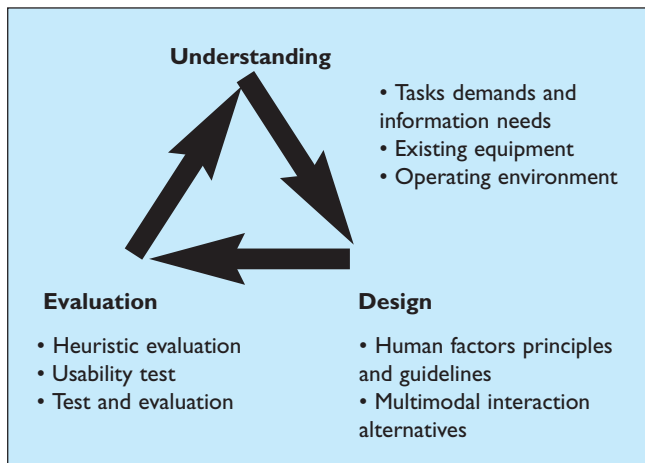 Understanding
• Tasks demands and
information needs
• Existing equipment
• Operating environment
Evaluation
• Heuristic evaluation
• Usability test
• Test and evaluation
Design
• Human factors principles
and guidelines
• Multimodal interaction
alternatives